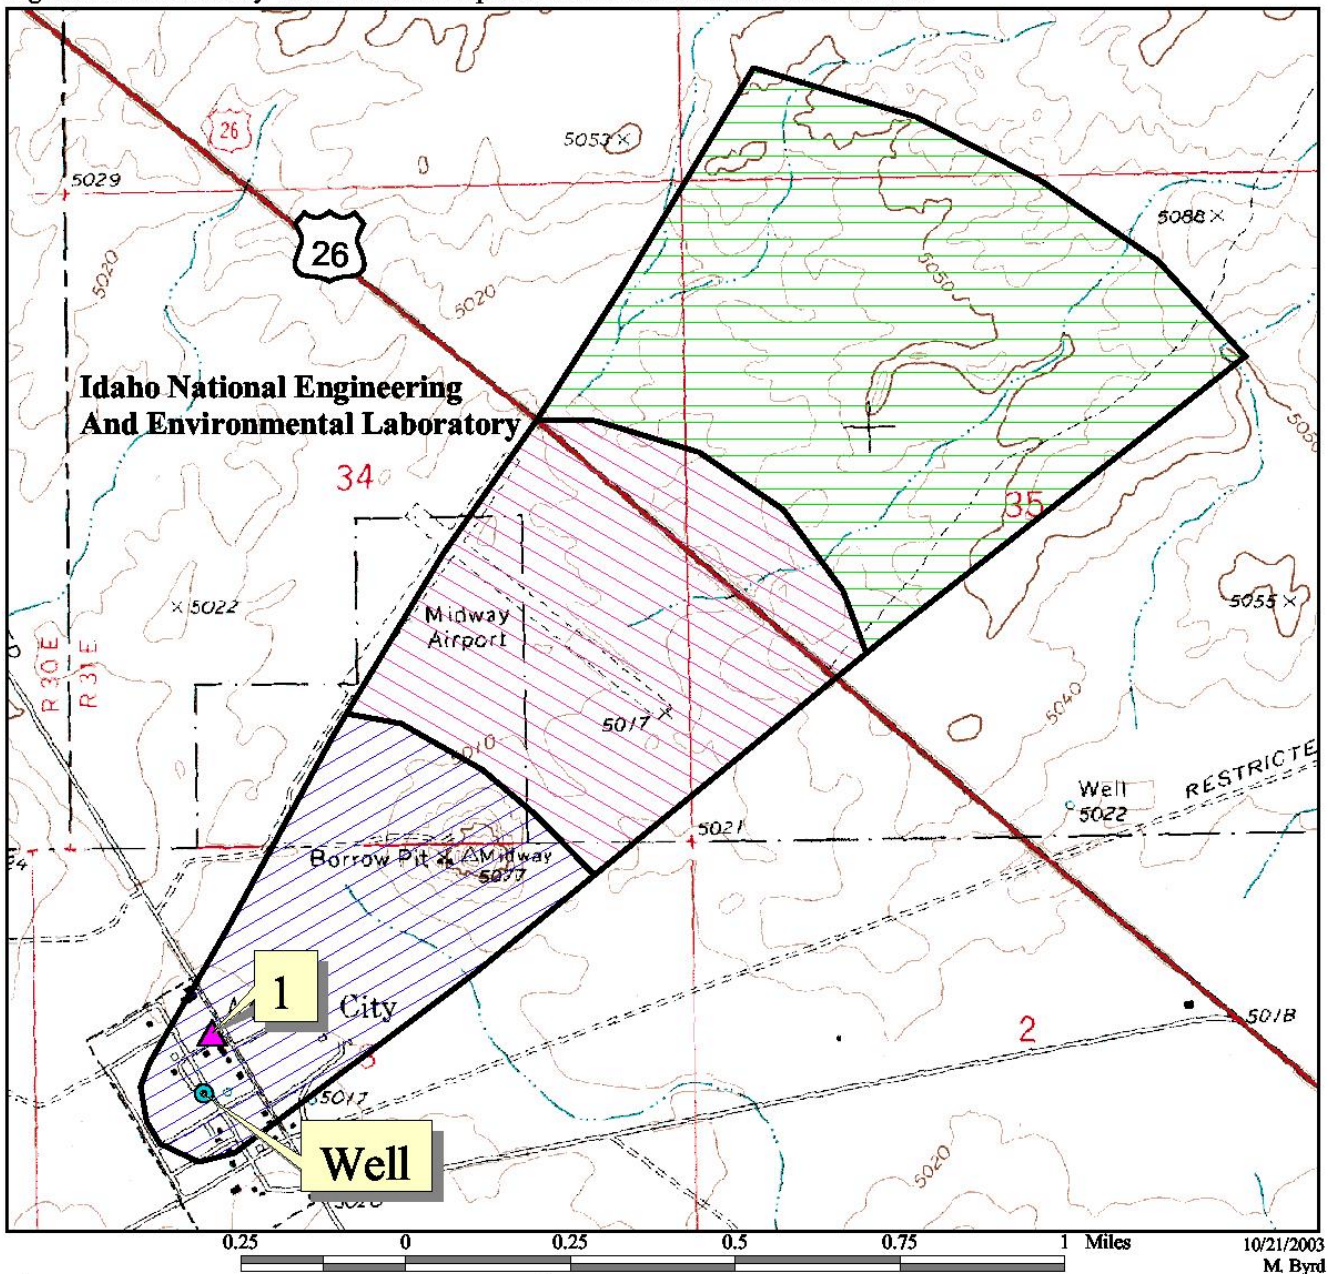 26
5053
5029
5088
26
5020
5020
5050
Idaho National Engineering
And Environmental Laboratory
34
35
5022
5055
Midway
Airport
R 30 E
R 31 E
5017
5040
Well
5022
RESTRICTE
5021
Borrow Pit
Midway
5077
1
City
2
5018
5017
Well
5020
0.25
0
0.25
0.5
0.75
1
Miles
10/21/2003
M. Byrd